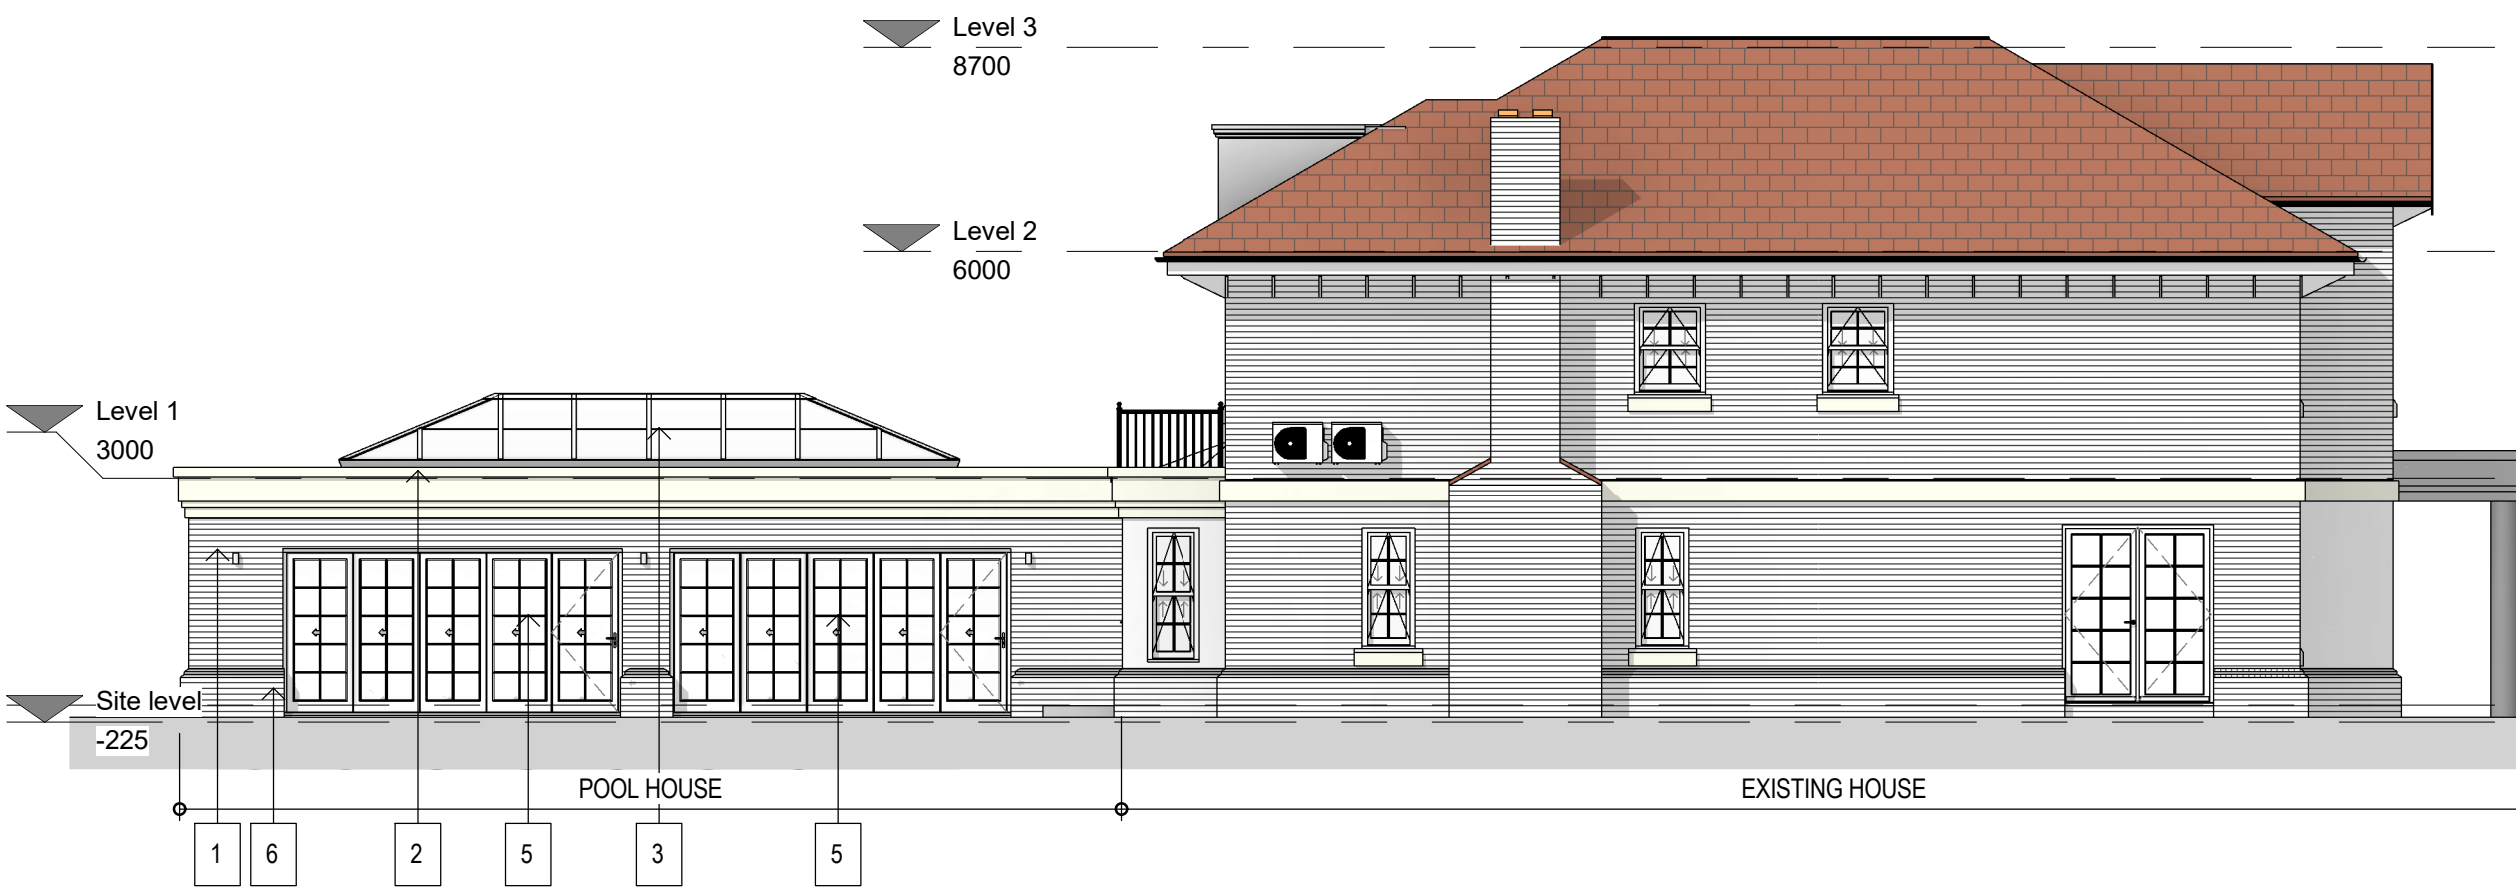 Level 3
8700
Level 2
6000
Level 1
3000
Site level
-225
POOL HOUSE
EXISTING HOUSE
1
6
2
5
3
5